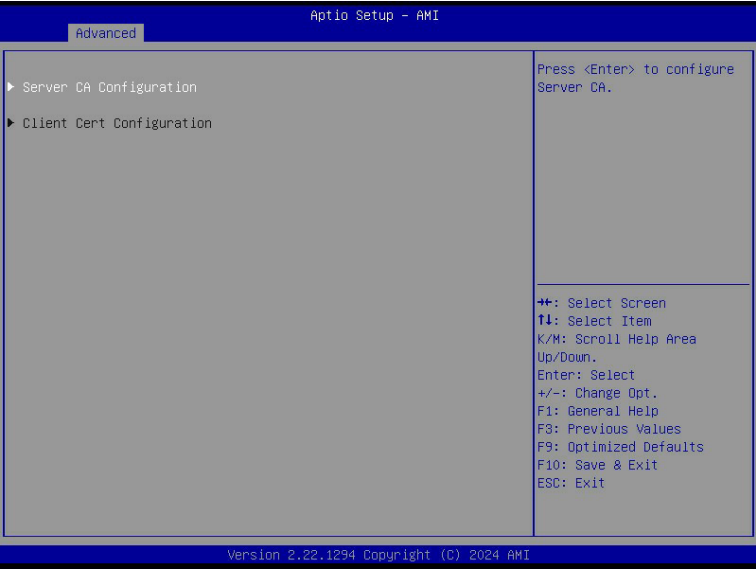 Aptio Setup – AMI
Advanced
Server CA Configuration
Client Cert Configuration
Press <Enter> to configure
Server CA.
→←: Select Screen
↑↓: Select Item
K/M: Scroll Help Area
Up/Down.
Enter: Select
+/-: Change Opt.
F1: General Help
F3: Previous Values
F9: Optimized Defaults
F10: Save & Exit
ESC: Exit
Version 2.22.1294 Copyright (C) 2024 AMI